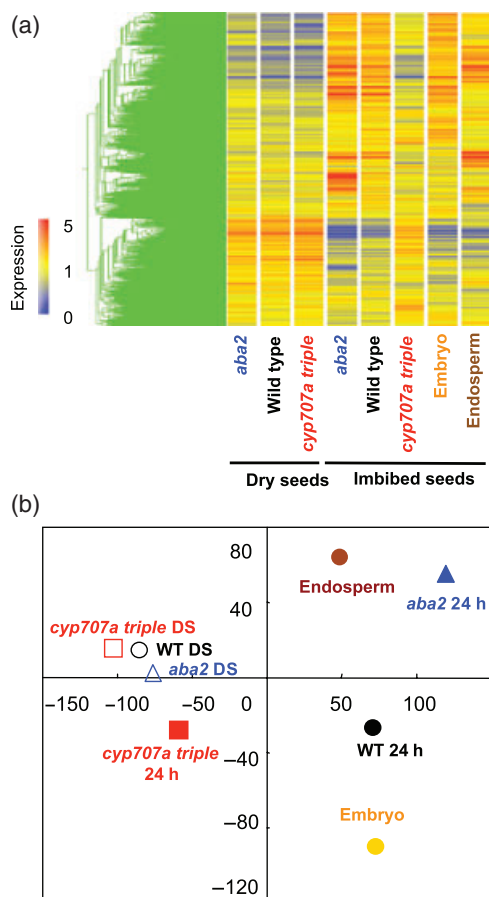 (a)
Expression
5
1
0
aba2
Wild type
cyp707a triple
aba2
Wild type
cyp707a triple
Embryo
Endosperm
Dry seeds
Imbibed seeds
(b)
80
40
Endosperm
aba2 24 h
cyp707a triple DS
WT DS
aba2 DS
−150
−100
−50
0
50
100
cyp707a triple
24 h
WT 24 h
−40
Embryo
−80
−120